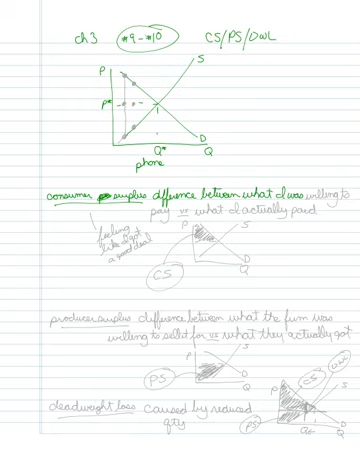 ch3 #9-#10 CS/PS/DWL
P
S
P*
D
Q* Q
phone
consumer surplus difference between what I was willing to
pay vs what I actually paid
feeling
like I got
a good deal
P
S
CS
D
Q
producer surplus difference between what the firm was
willing to sell it for vs what they actually got
P
S
PS
D
Q
deadweight loss caused by reduced
qty
P
CS
DWL
S
PS
D
Q